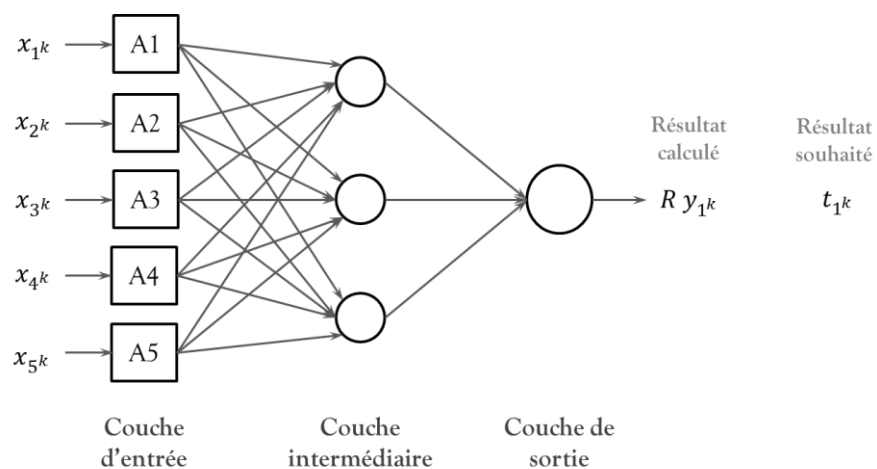 x₁ᵏ A1
x₂ᵏ A2
x₃ᵏ A3
x₄ᵏ A4
x₅ᵏ A5
Résultat
calculé
R y₁ᵏ
Résultat
souhaité
t₁ᵏ
Couche
d'entrée
Couche
intermédiaire
Couche de
sortie